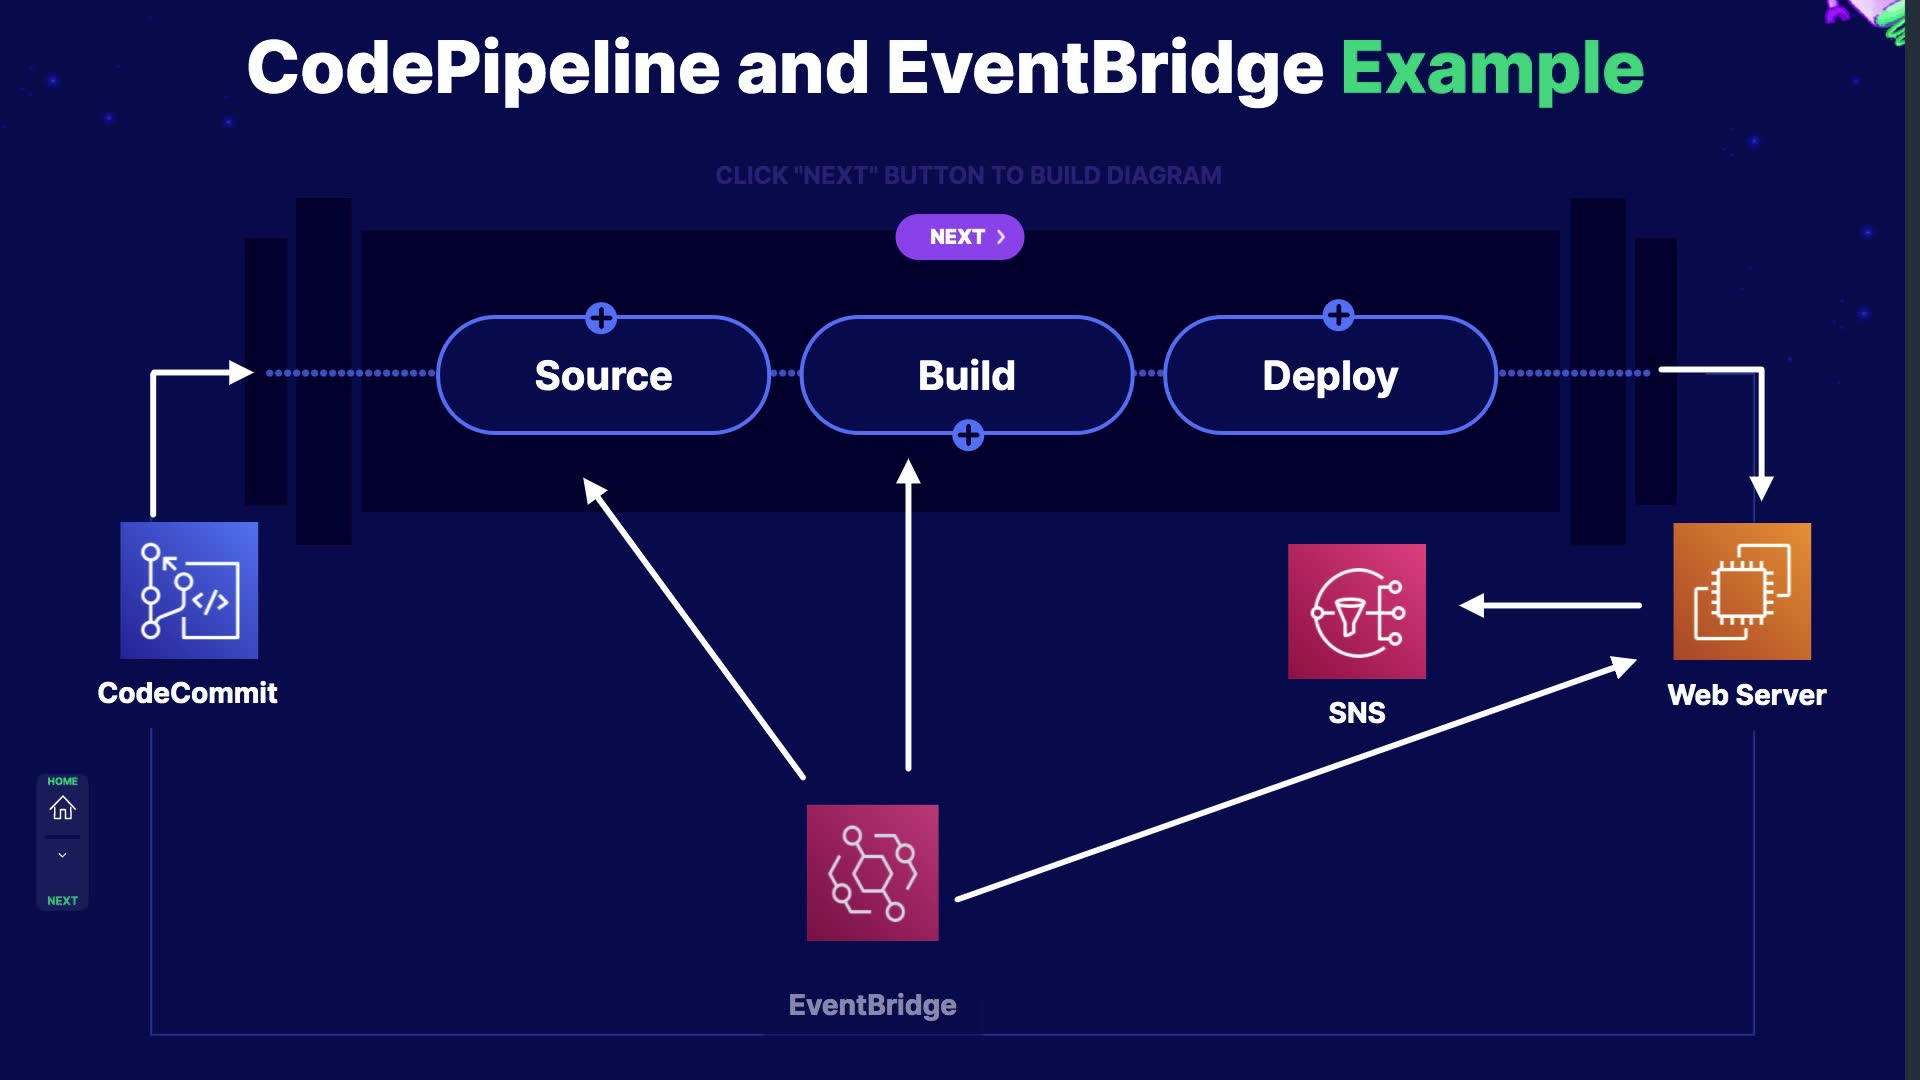 CodePipeline and EventBridge Example
CLICK "NEXT" BUTTON TO BUILD DIAGRAM
NEXT
Source
Build
Deploy
</>
CodeCommit
SNS
Web Server
HOME
NEXT
EventBridge